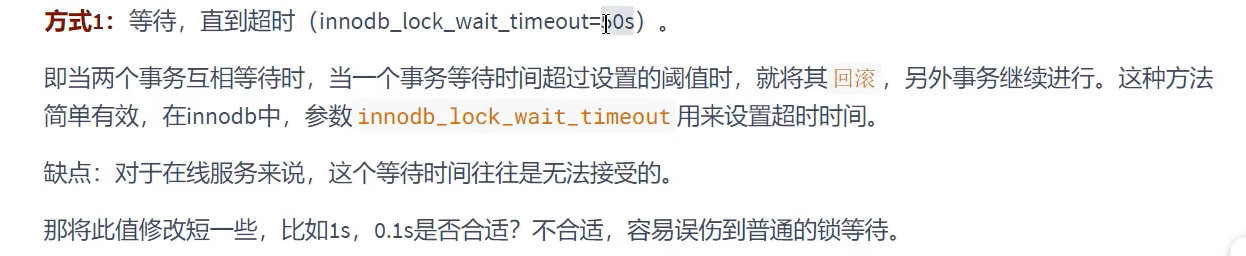 方式1：等待，直到超时（innodb_lock_wait_timeout=50s）。
即当两个事务互相等待时，当一个事务等待时间超过设置的阈值时，就将其回滚，另外事务继续进行。这种方法
简单有效，在innodb中，参数innodb_lock_wait_timeout用来设置超时时间。
缺点：对于在线服务来说，这个等待时间往往是无法接受的。
那将此值修改短一些，比如1s，0.1s是否合适？不合适，容易误伤到普通的锁等待。